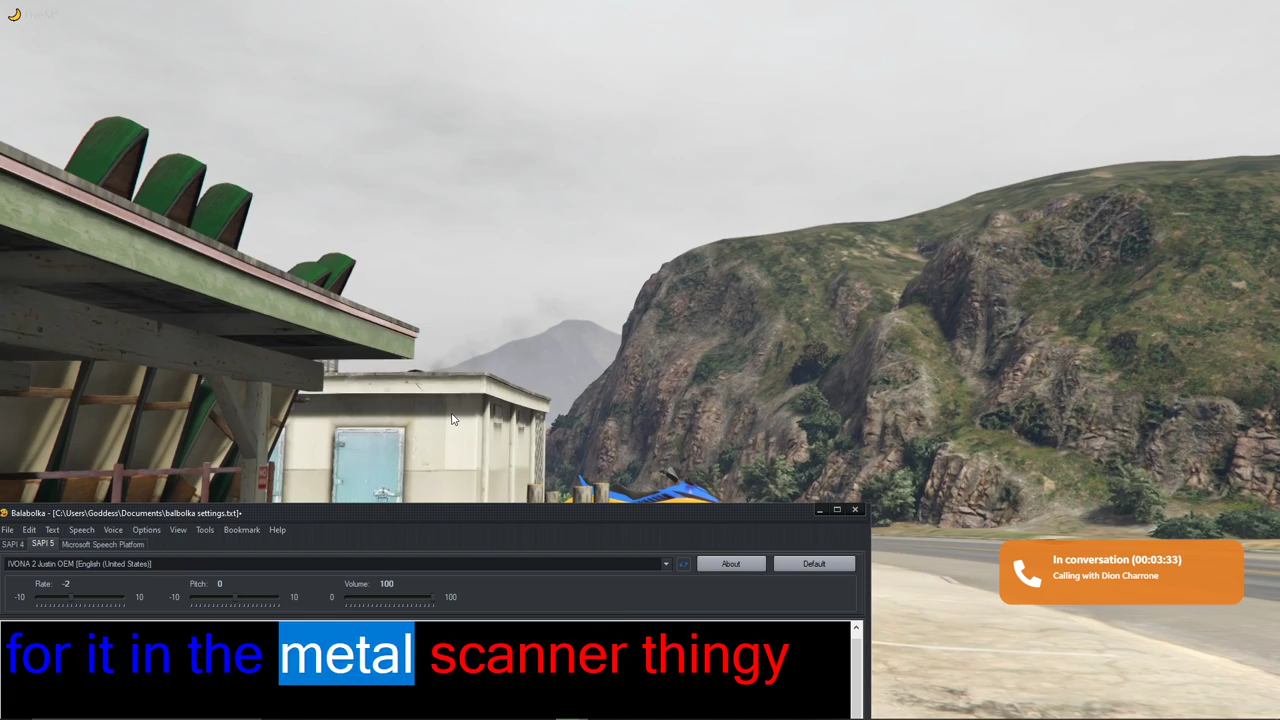 FiveM
Balabolka - [C:\Users\Goddess\Documents\balbolka settings.txt]*
File Edit Text Speech Voice Options View Tools Bookmark Help
SAPI 4 SAPI 5 Microsoft Speech Platform
IVONA 2 Justin OEM [English (United States)] About Default
Rate: -2 Pitch: 0 Volume: 100
-10 10 -10 10 0 100
for it in the metal scanner thingy
In conversation (00:03:33)
Calling with Dion Charrone